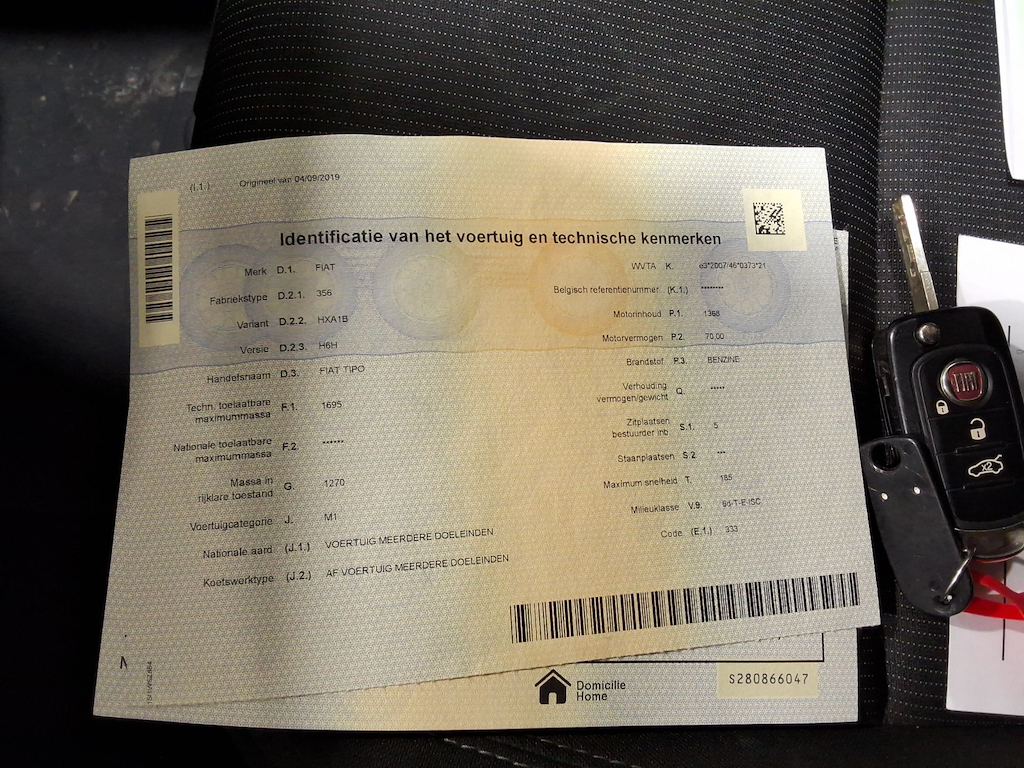 (I.1.) Origineel van 04/09/2019
Identificatie van het voertuig en technische kenmerken
Merk D.1. FIAT
Fabriekstype D.2.1. 356
Variant D.2.2. HXA1B
Versie D.2.3. H6H
Handelsnaam D.3. FIAT TIPO
Techn. toelaatbare
maximummassa F.1. 1695
Nationale toelaatbare
maximummassa F.2. ******
Massa in
rijklare toestand G. 1270
Voertuigcategorie J. M1
Nationale aard (J.1.) VOERTUIG MEERDERE DOELEINDEN
Koetswerktype (J.2.) AF VOERTUIG MEERDERE DOELEINDEN
WVTA K. e3*2007/46*0373*21
Belgisch referentienummer (K.1.) ********
Motorinhoud P.1. 1368
Motorvermogen P.2. 70,00
Brandstof P.3. BENZINE
Verhouding
vermogen/gewicht Q. *****
Zitplaatsen
bestuurder inb. S.1. 5
Staanplaatsen S.2 ***
Maximum snelheid T. 185
Milieuklasse V.9. 6d-T-E-ISC
Code (E.1.) 333
N
Domicilie
Home
S280866047
FIAT
X2